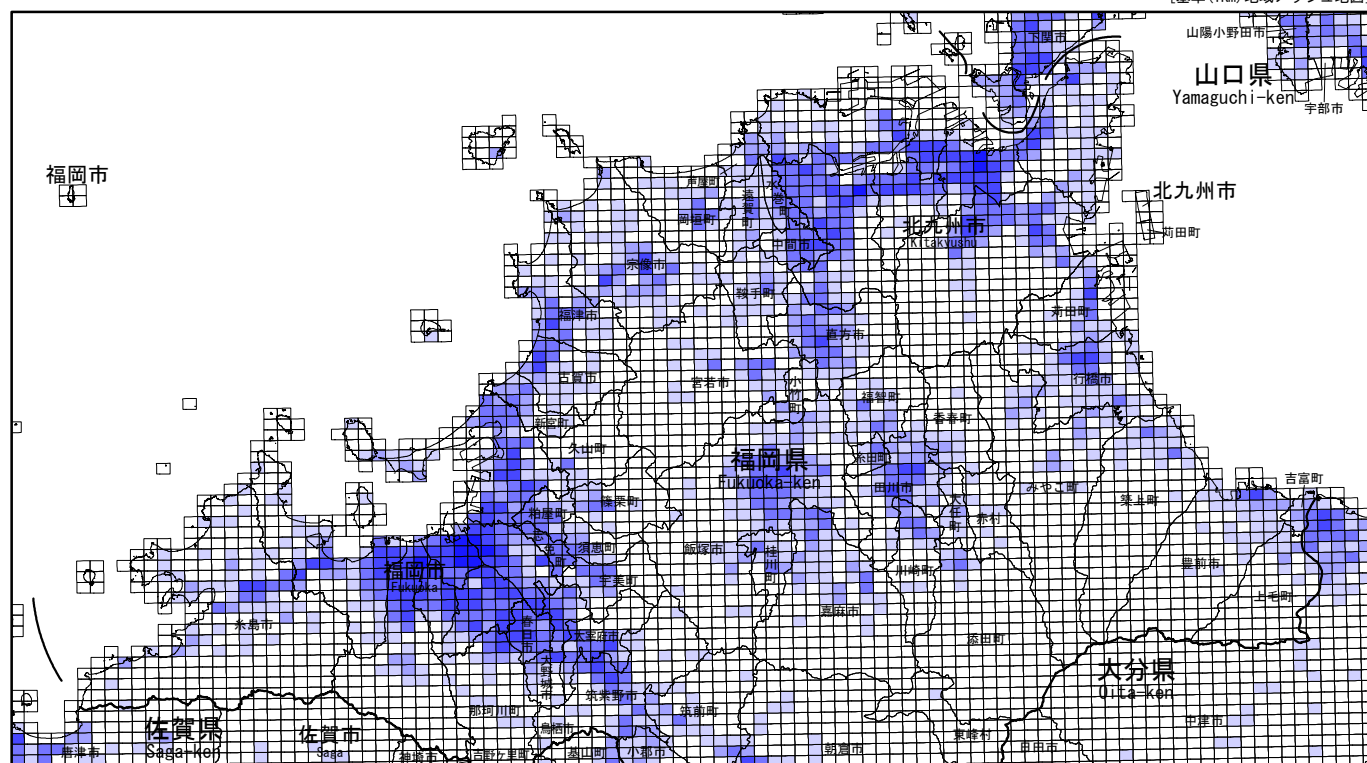 下関市
山陽小野田市
山口県
Yamaguchi-ken
宇部市
福岡市
芦屋町
水巻町
遠賀町
岡垣町
北九州市
北九州市
Kitakyushu
苅田町
中間市
宗像市
鞍手町
福津市
直方市
苅田町
古賀市
宮若市
小竹町
行橋市
福智町
香春町
新宮町
久山町
福岡県
Fukuoka-ken
糸田町
田川市
みやこ町
吉富町
篠栗町
築上町
粕屋町
大任町
赤村
志免町
須恵町
飯塚市
桂川町
豊前市
福岡市
Fukuoka
宇美町
川崎町
上毛町
糸島市
嘉麻市
春日市
太宰府市
添田町
大野城市
大分県
Oita-ken
筑紫野市
那珂川町
筑前町
佐賀県
Saga-ken
佐賀市
Saga
鳥栖市
中津市
東峰村
唐津市
神埼市
吉野ヶ里町
基山町
小郡市
朝倉市
日田市